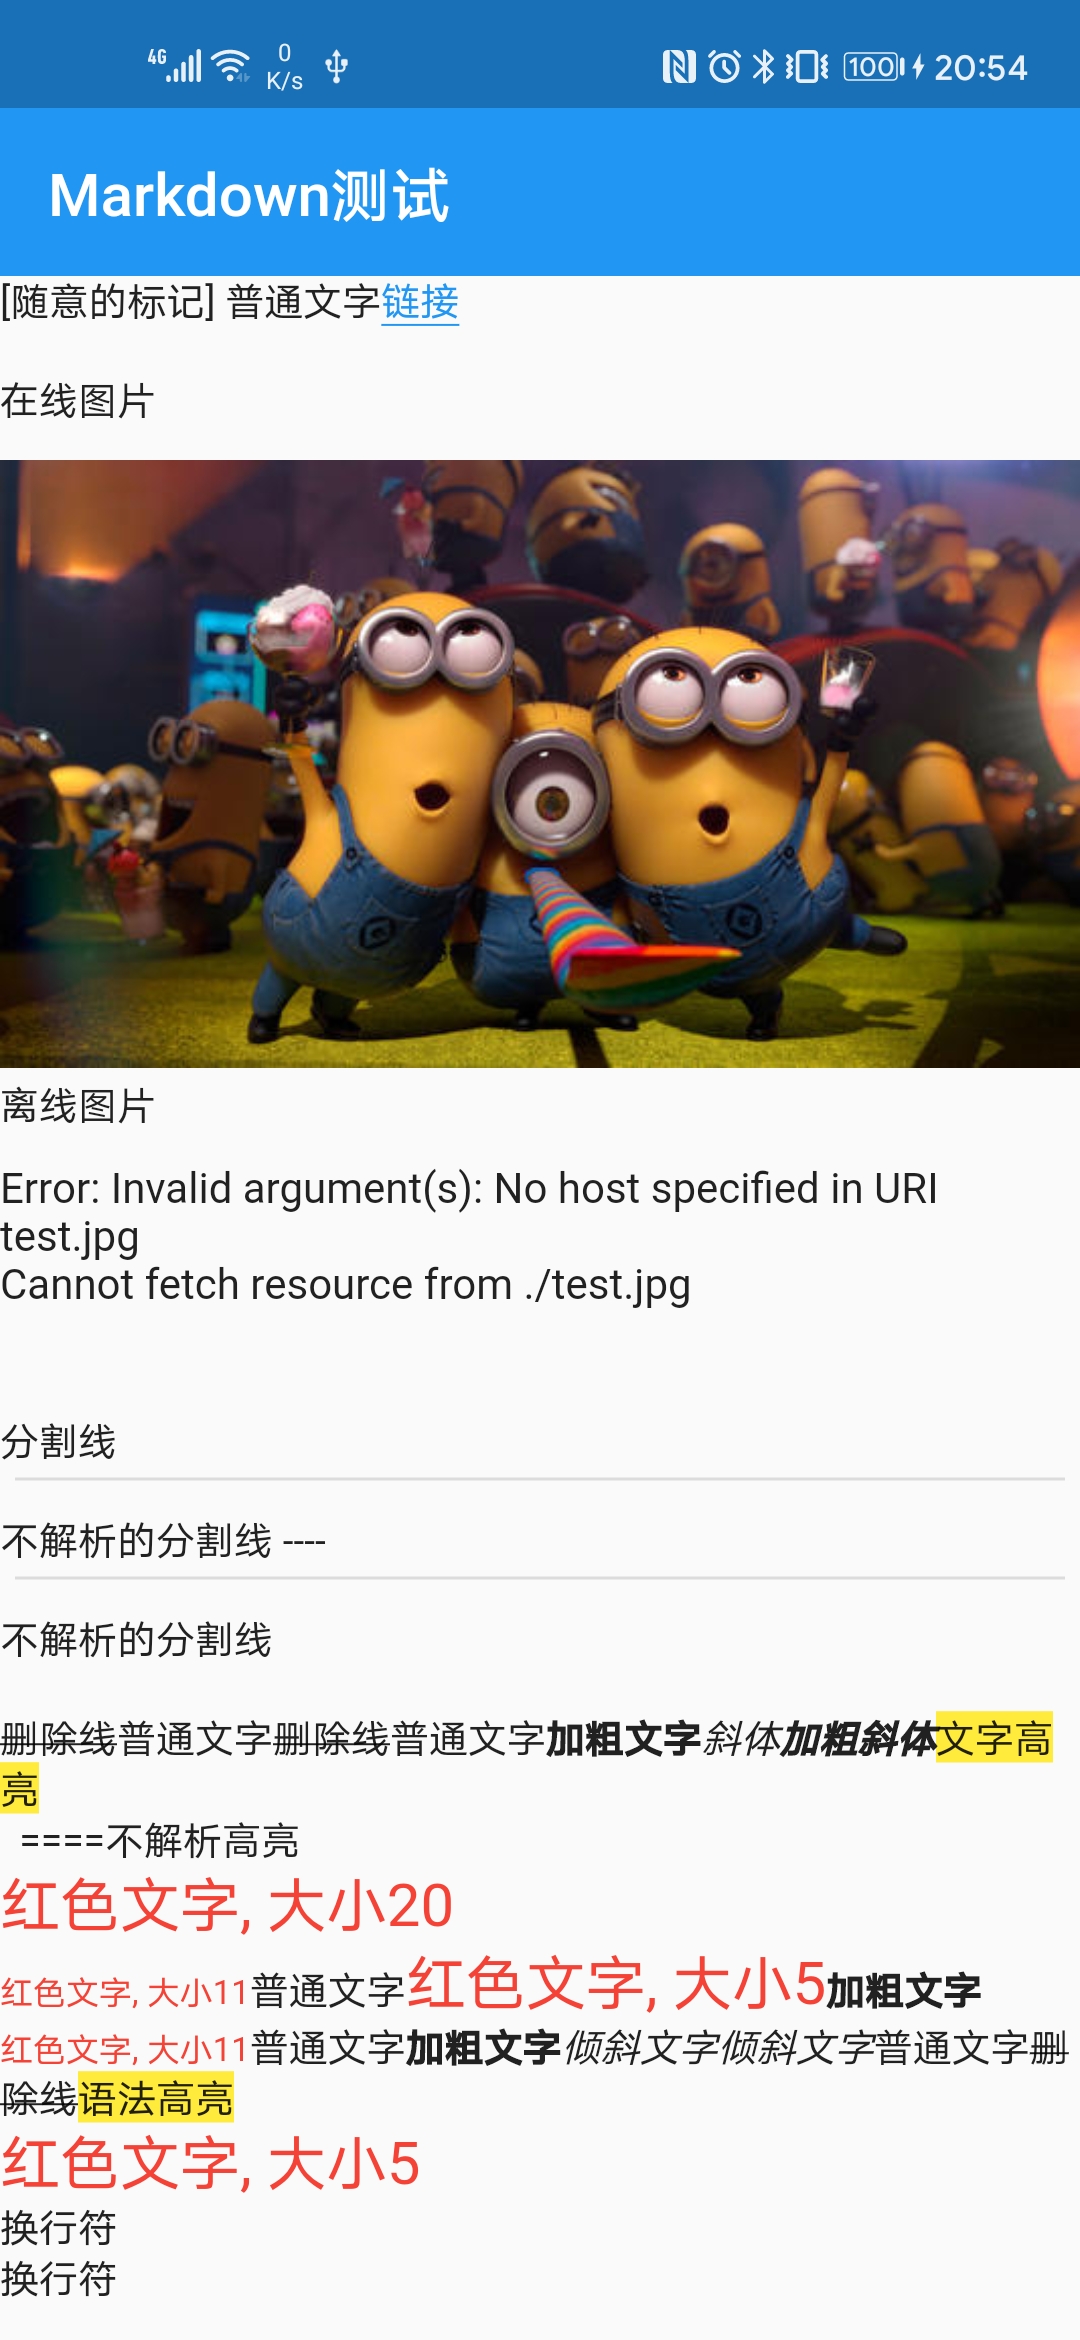 4G 0 K/s 100 20:54
Markdown测试
[随意的标记] 普通文字链接
在线图片
离线图片
Error: Invalid argument(s): No host specified in URI
test.jpg
Cannot fetch resource from ./test.jpg
分割线
不解析的分割线 ----
不解析的分割线
删除线普通文字删除线普通文字加粗文字斜体加粗斜体文字高
亮
====不解析高亮
红色文字, 大小20
红色文字, 大小11普通文字红色文字, 大小5加粗文字
红色文字, 大小11普通文字加粗文字倾斜文字倾斜文字普通文字删
除线语法高亮
红色文字, 大小5
换行符
换行符